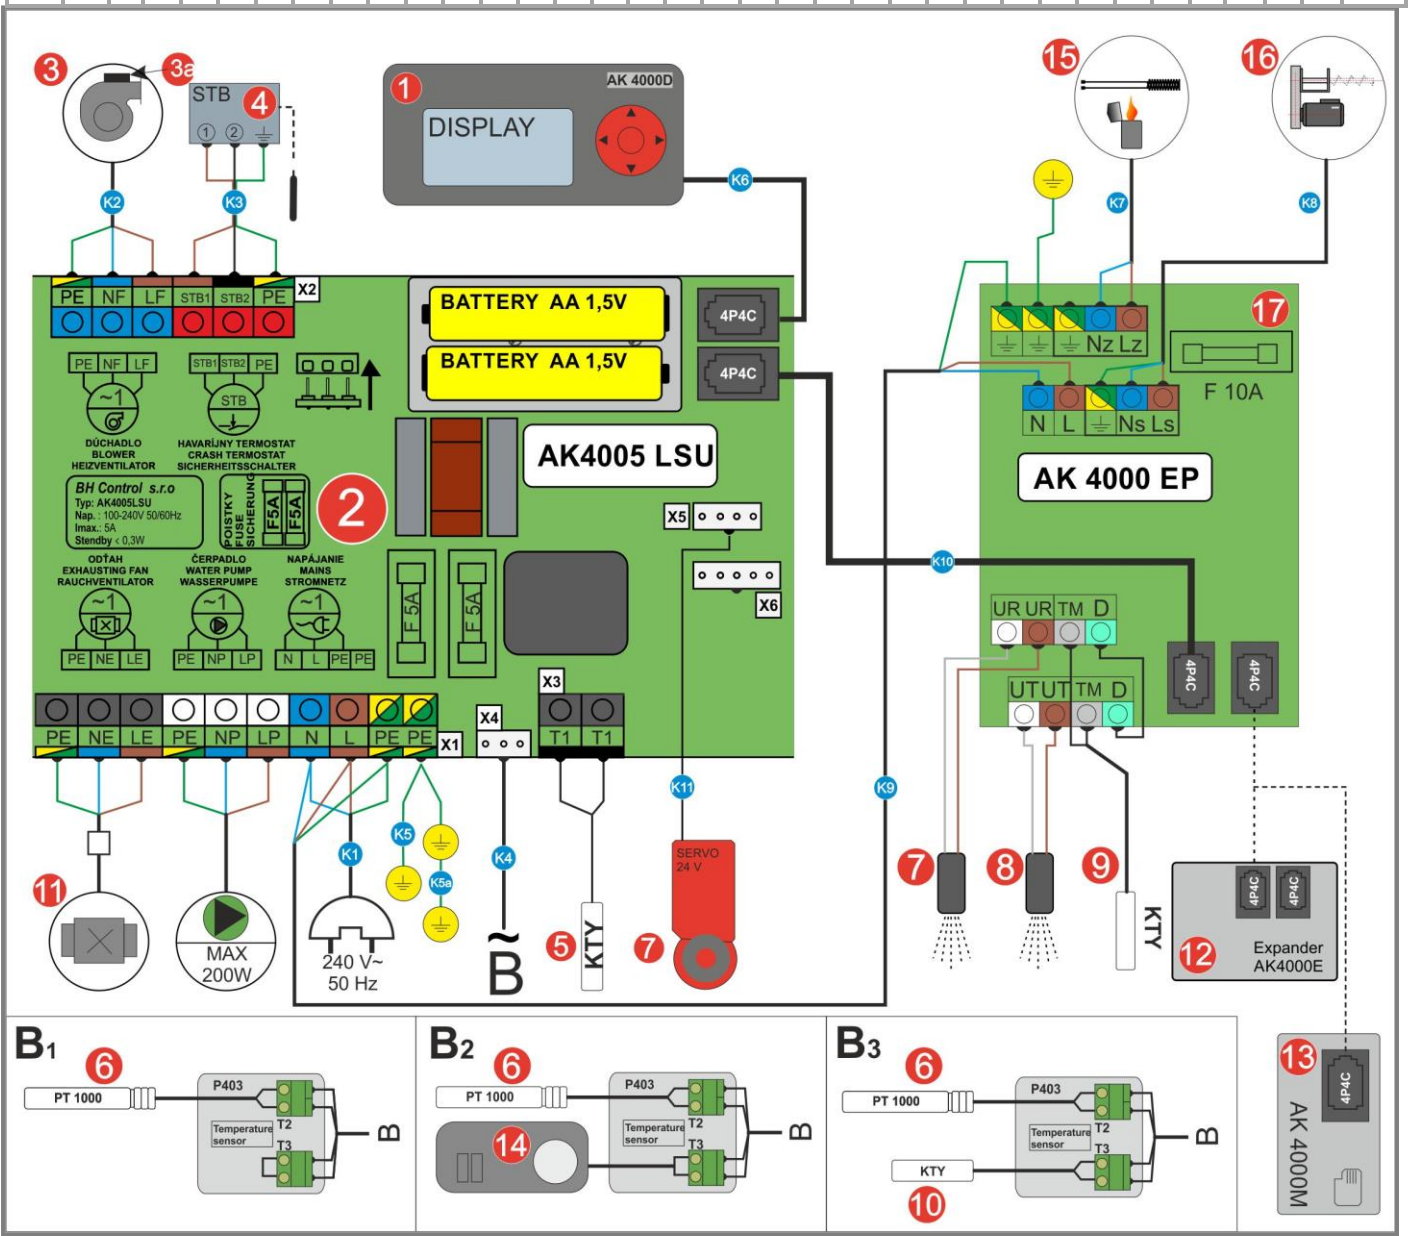 3
3a
STB
4
1
2
K2
K3
1
AK 4000D
DISPLAY
K6
15
16
K7
K8
PE NF LF STB1 STB2 PE
X2
BATTERY AA 1,5V
BATTERY AA 1,5V
4P4C
4P4C
PE NF LF
~1
DÚCHADLO
BLOWER
HEIZVENTILATOR
STB1 STB2 PE
STB
HAVARÍJNY TERMOSTAT
CRASH TERMOSTAT
SICHERHEITSSCHALTER
BH Control s.r.o
Typ: AK4005LSU
Nap. : 100-240V 50/60Hz
Imax.: 5A
Stendby < 0,3W
POISTKY
FUSE
SICHERUNG
F5A
F5A
2
AK4005 LSU
X5
X6
F 5A
F 5A
ODŤAH
EXHAUSTING FAN
RAUCHVENTILATOR
~1
PE NE LE
ČERPADLO
WATER PUMP
WASSERPUMPE
~1
PE NP LP
NAPÁJANIE
MAINS
STROMNETZ
~1
N L PE PE
PE NE LE PE NP LP N L PE PE
X1
X4
X3
T1 T1
Nz Lz
17
F 10A
N L Ns Ls
AK 4000 EP
K10
UR UR TM D
UT UT TM D
4P4C
4P4C
K11
K9
K1
K5
K5a
K4
11
MAX
200W
240 V~
50 Hz
~
B
5
KTY
7
SERVO
24 V
7
8
9
KTY
4P4C
4P4C
12
Expander
AK4000E
B1
6
PT 1000
P403
Temperature
sensor
T2
T3
B
B2
6
PT 1000
14
P403
Temperature
sensor
T2
T3
B
B3
6
PT 1000
KTY
10
P403
Temperature
sensor
T2
T3
B
13
4P4C
AK 4000M